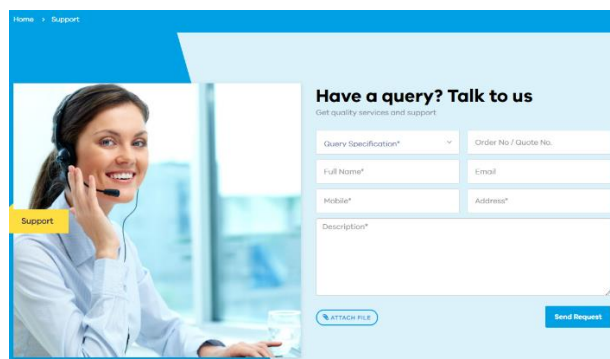 Home › Support
Have a query? Talk to us
Get quality services and support
Query Specification*
Order No / Quote No.
Full Name*
Email
Mobile*
Address*
Support
Description*
ATTACH FILE
Send Request